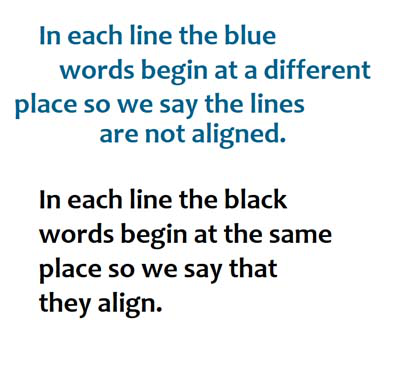 In each line the blue
words begin at a different
place so we say the lines
are not aligned.
In each line the black
words begin at the same
place so we say that
they align.